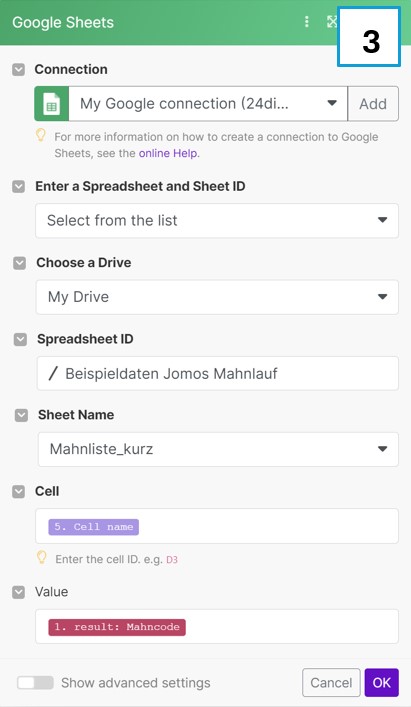 Google Sheets
3
Connection
My Google connection (24di...
Add
For more information on how to create a connection to Google
Sheets, see the online Help.
Enter a Spreadsheet and Sheet ID
Select from the list
Choose a Drive
My Drive
Spreadsheet ID
/ Beispieldaten Jomos Mahnlauf
Sheet Name
Mahnliste_kurz
Cell
5. Cell name
Enter the cell ID. e.g. D3
Value
1. result: Mahncode
Show advanced settings
Cancel
OK